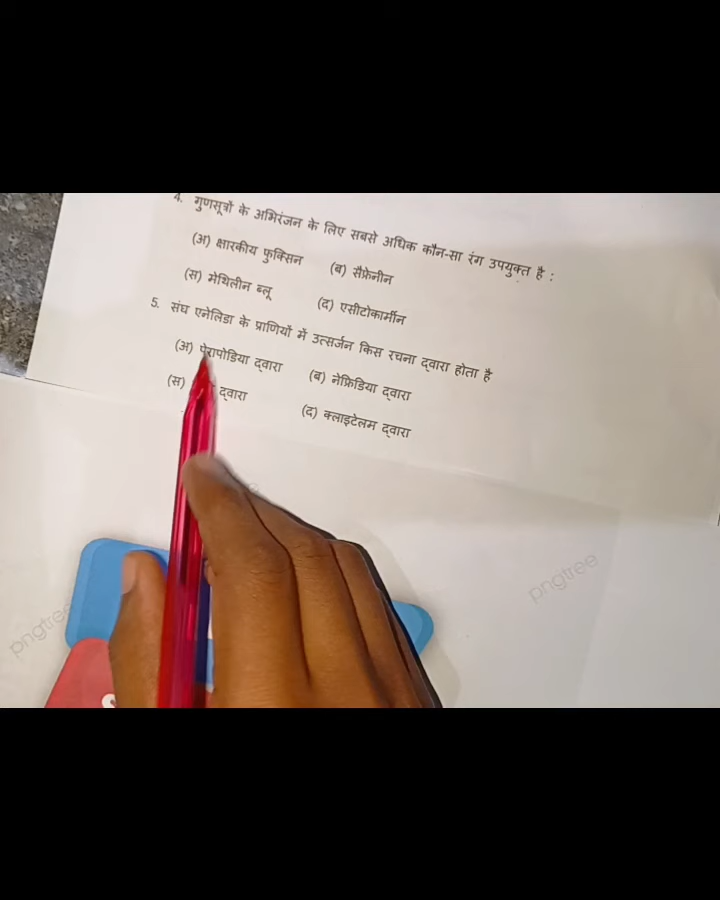 4. गुणसूत्रों के अभिरंजन के लिए सबसे अधिक कौन-सा रंग उपयुक्त है :
(अ) क्षारकीय फुक्सिन (ब) सैफ्रेनीन
(स) मेथिलीन ब्लू (द) एसीटोकार्मीन
5. संघ एनेलिडा के प्राणियों में उत्सर्जन किस रचना द्वारा होता है
(अ) पेरापोडिया द्वारा (ब) नेफ्रिडिया द्वारा
(स) द्वारा (द) क्लाइटेलम द्वारा
pngtree
pngtree